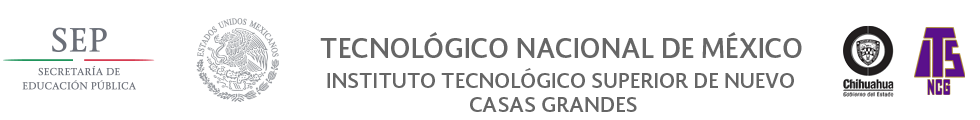 SEP
SECRETARÍA DE
EDUCACIÓN PÚBLICA
ESTADOS UNIDOS MEXICANOS
TECNOLÓGICO NACIONAL DE MÉXICO
INSTITUTO TECNOLÓGICO SUPERIOR DE NUEVO
CASAS GRANDES
Chihuahua
Gobierno del Estado
ITS
NCG